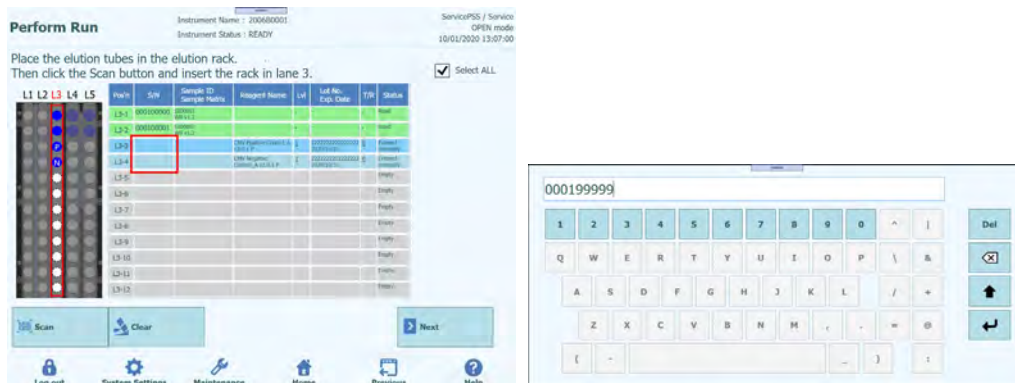 Perform Run
Instrument Name : 200680001
Instrument Status : READY
ServicePSS / Service
OPEN mode
10/01/2020 13:07:00
Place the elution tubes in the elution rack.
Then click the Scan button and insert the rack in lane 3.
Select ALL
L1 L2 L3 L4 L5
Pos'n S/N Sample ID Reagent Name Lvl Lot No. T/R Status
Sample Matrix Exp. Date
L3-1 000100000
L3-2 000100001
P L3-3
N L3-4
L3-5 Empty
L3-6 Empty
L3-7 Empty
L3-8 Empty
L3-9 Empty
L3-10 Empty
L3-11 Empty
L3-12 Empty
Scan
Clear
Next
Log out
System Settings
Maintenance
Home
Previous
Help
000199999
1 2 3 4 5 6 7 8 9 0 ^ | Del
Q W E R T Y U I O P \ &
A S D F G H J K L / +
Z X C V B N M , . = @
( - _ ) :